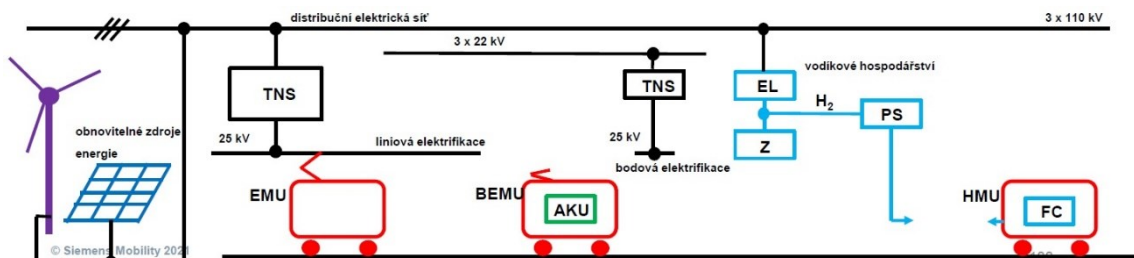 distribuční elektrická síť
3 x 110 kV
3 x 22 kV
vodíkové hospodářství
TNS
TNS
EL
H2
PS
obnovitelné zdroje
energie
25 kV
liniová elektrifikace
25 kV
Z
bodová elektrifikace
EMU
BEMU
AKU
HMU
FC
© Siemens Mobility 2021